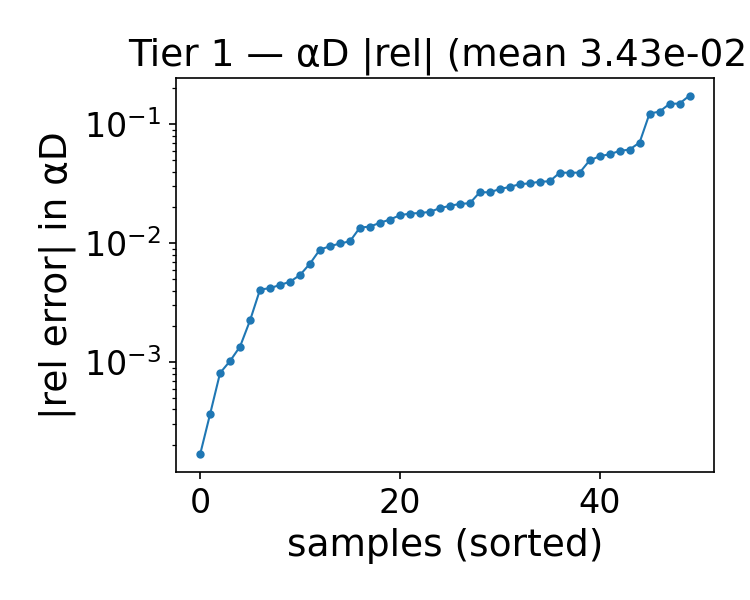 Tier 1 — αD |rel| (mean 3.43e-02
|rel error| in αD
10⁻¹
10⁻²
10⁻³
0 20 40
samples (sorted)